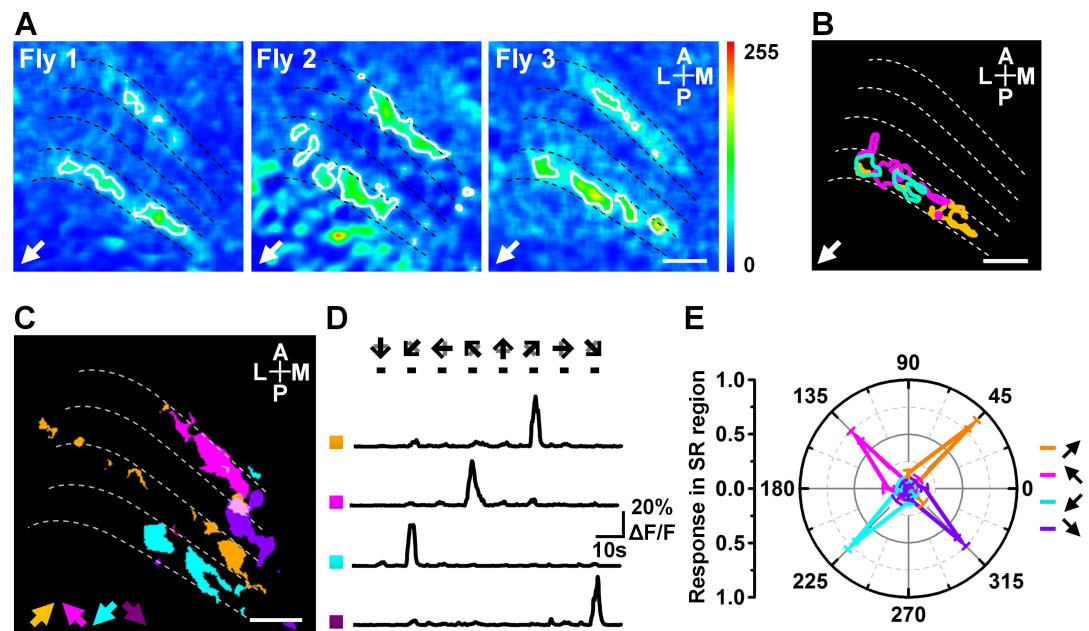 A
Fly 1
Fly 2
Fly 3
A
L M
P
255
0
B
A
L M
P
C
A
L M
P
D
20%
ΔF/F
10s
E
Response in SR region
1.0
0.5
0.0
0.5
1.0
90
45
0
315
270
225
180
135